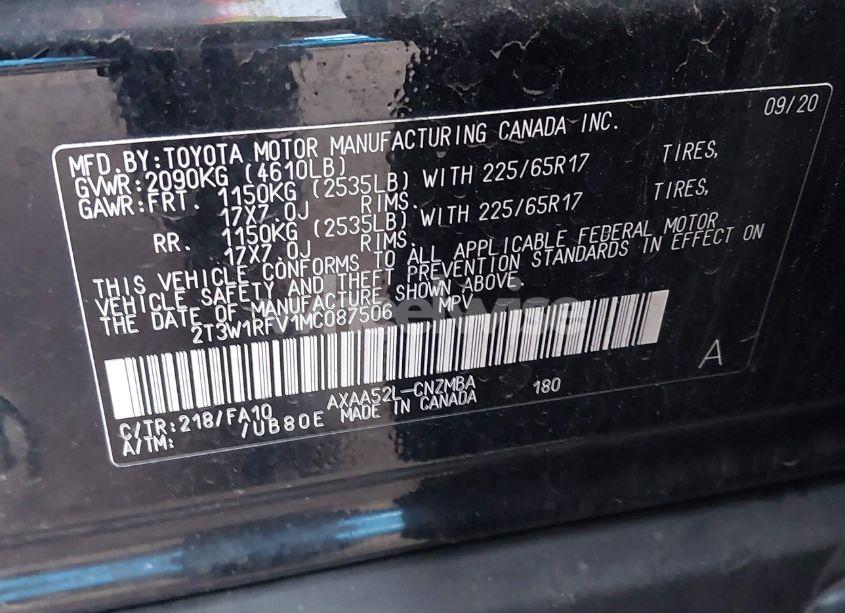 09/20
MFD.BY:TOYOTA MOTOR MANUFACTURING CANADA INC.
GVWR:2090KG (4610LB)
GAWR:FRT. 1150KG (2535LB) WITH 225/65R17 TIRES,
17X7.0J RIMS.
RR. 1150KG (2535LB) WITH 225/65R17 TIRES,
17X7.0J RIMS.
THIS VEHICLE CONFORMS TO ALL APPLICABLE FEDERAL MOTOR
VEHICLE SAFETY AND THEFT PREVENTION STANDARDS IN EFFECT ON
THE DATE OF MANUFACTURE SHOWN ABOVE.
2T3W1RFV1MC087506 MPV
A
C/TR:218/FA10 AXAA52L-CNZMBA 180
A/TM: /UB80E MADE IN CANADA